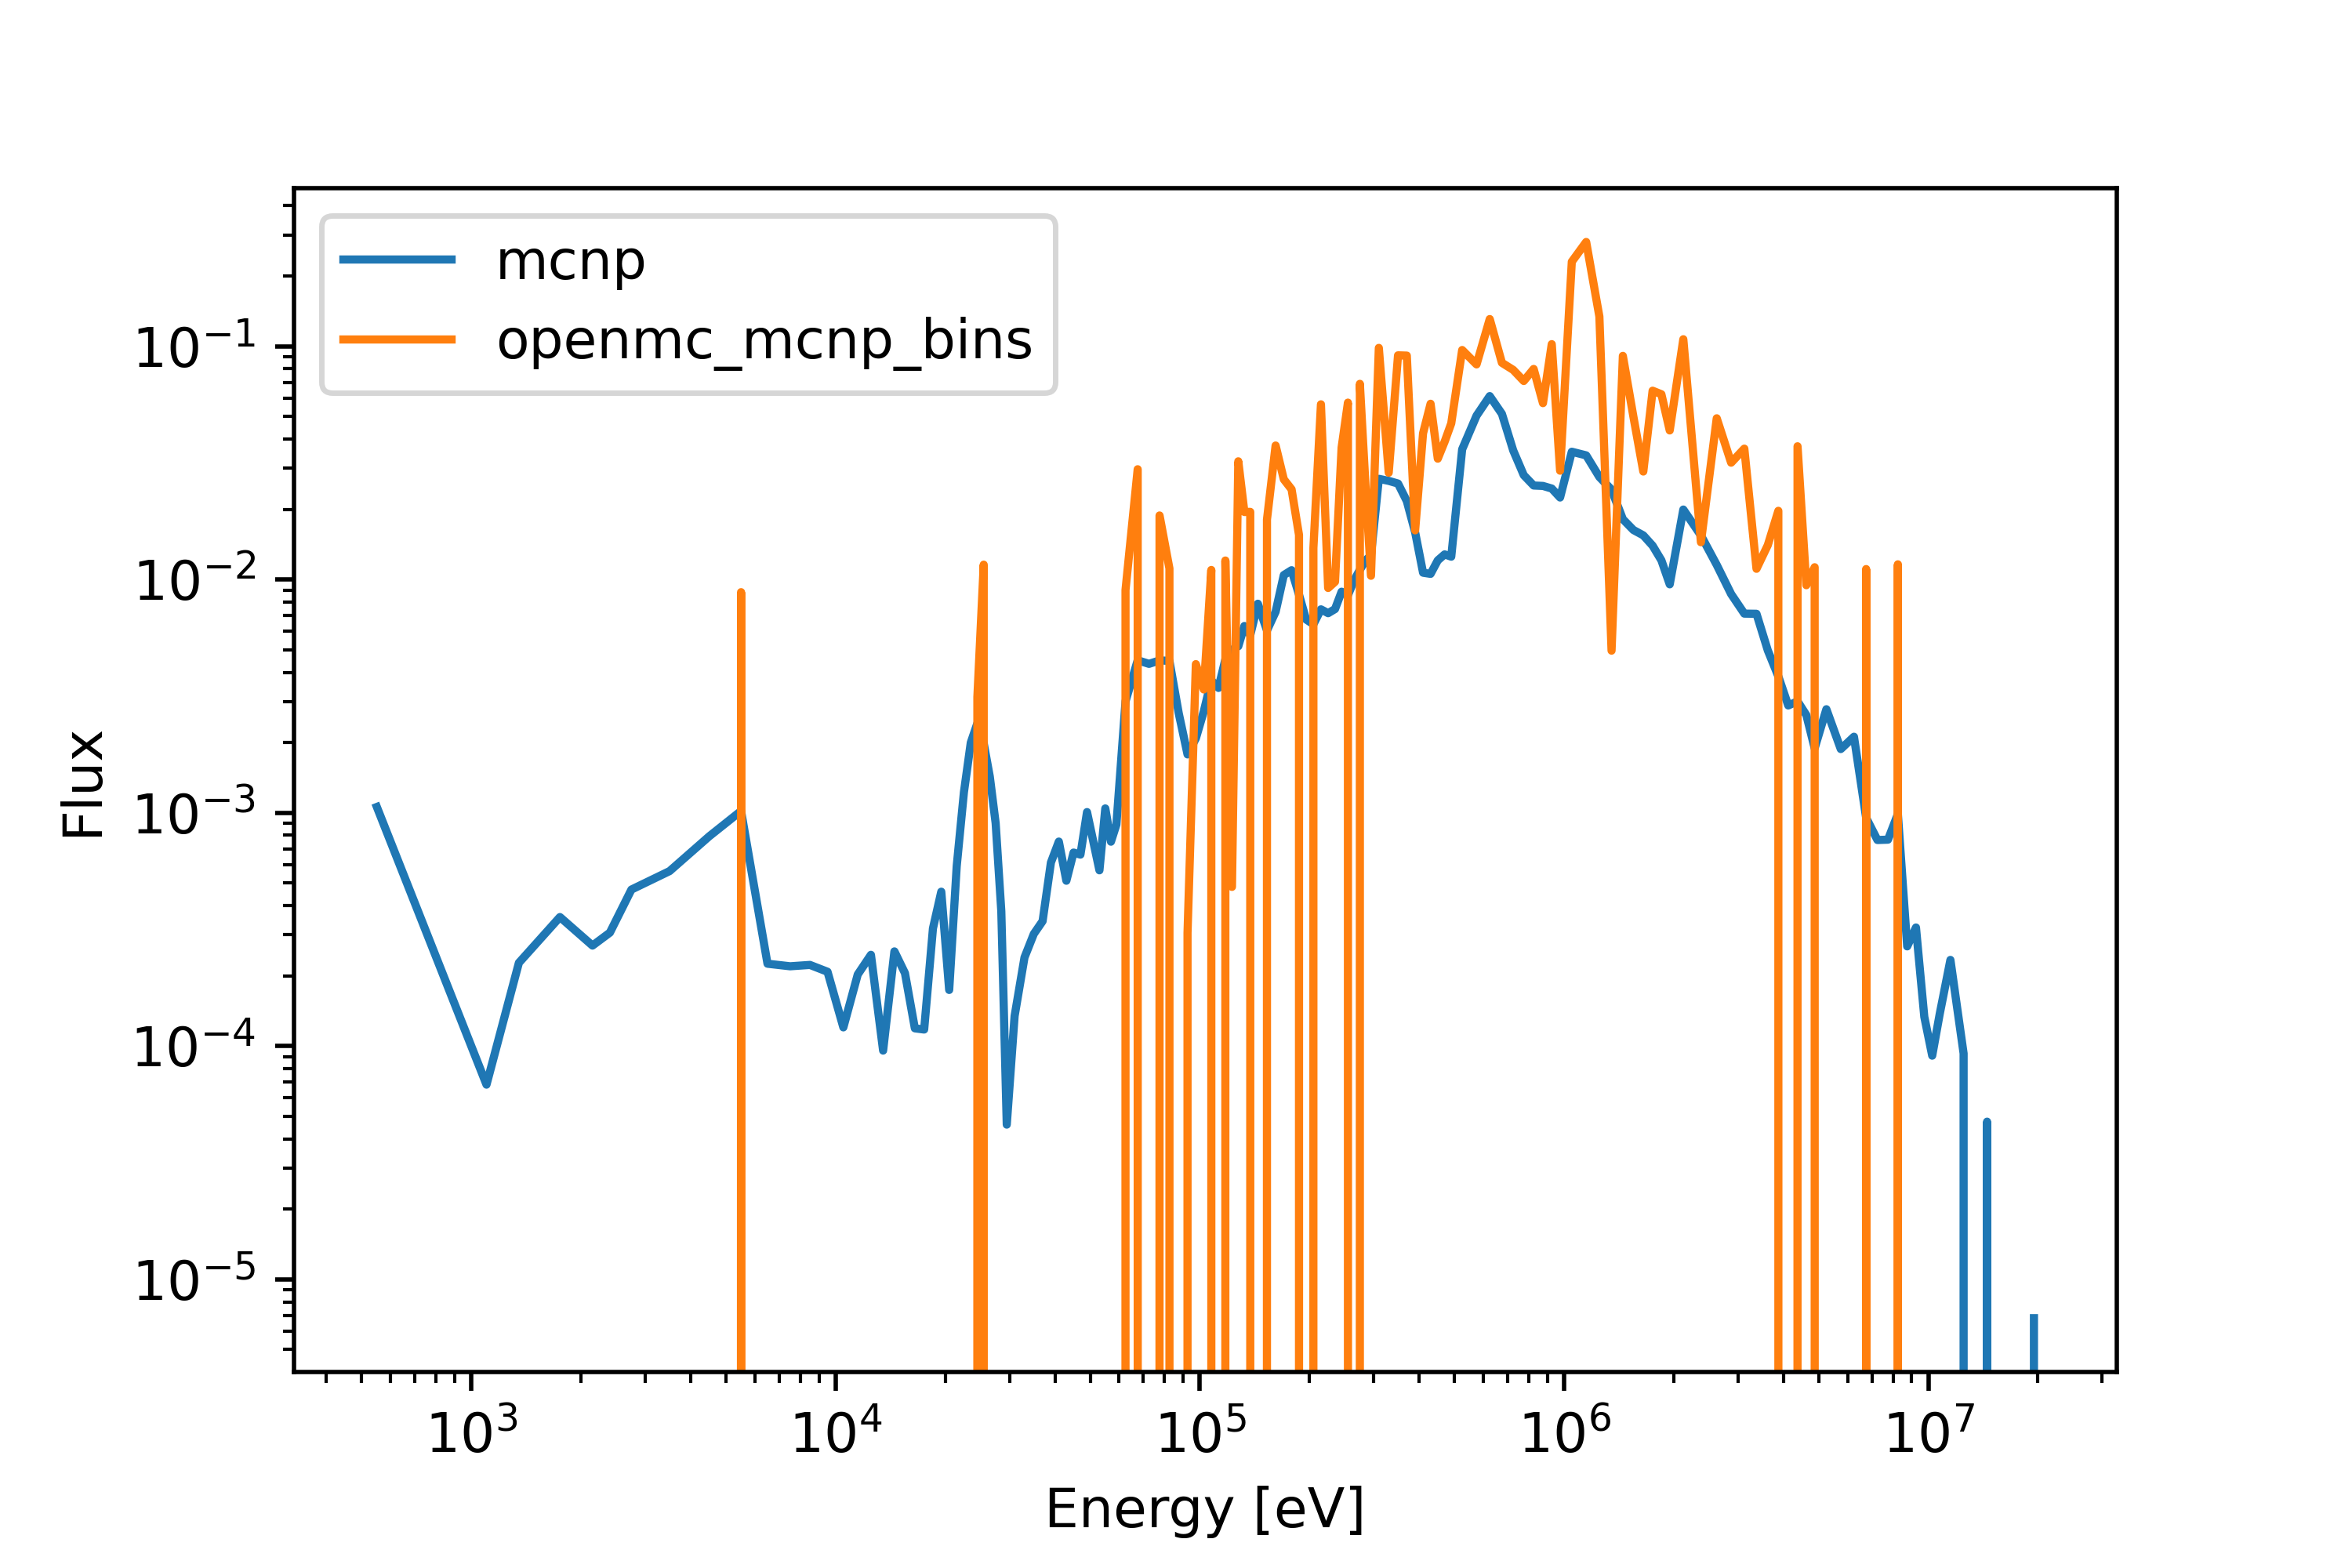 mcnp
openmc_mcnp_bins
10⁻¹
10⁻²
10⁻³
10⁻⁴
10⁻⁵
Flux
10³ 10⁴ 10⁵ 10⁶ 10⁷
Energy [eV]